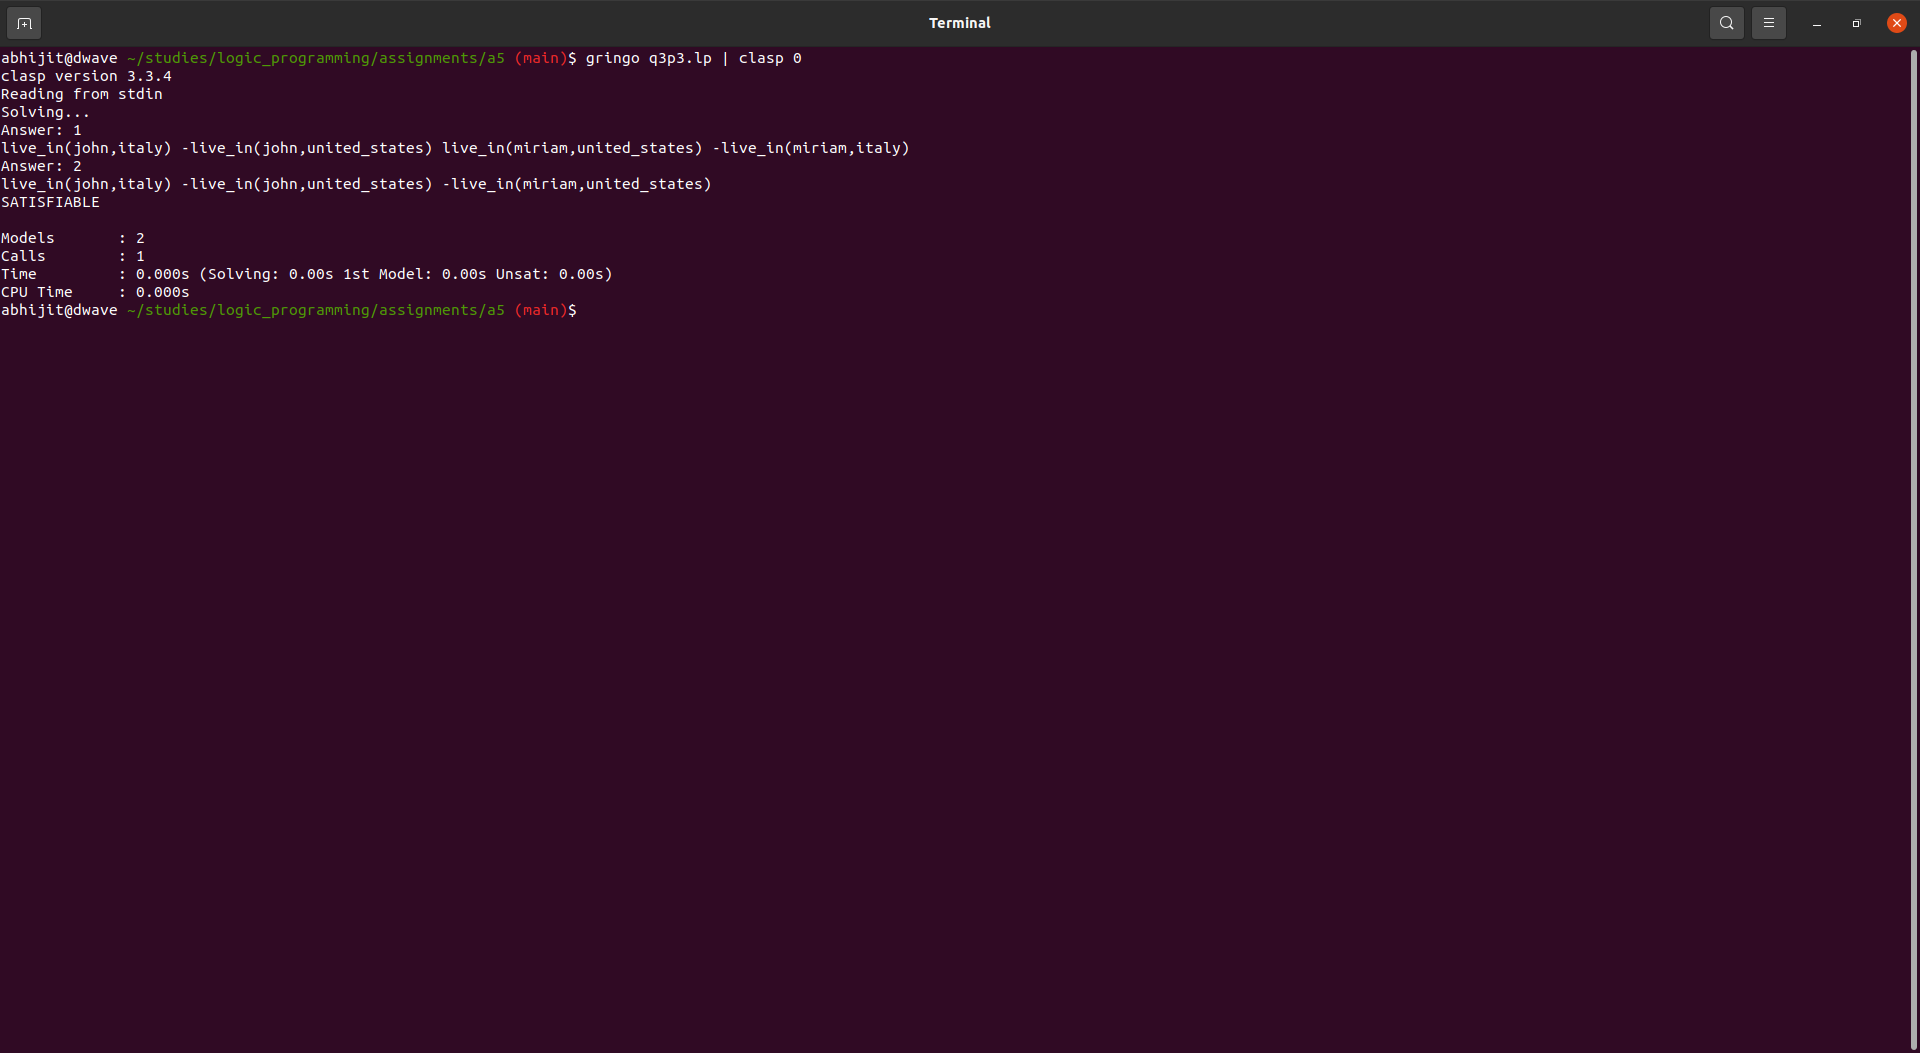 Terminal
abhijit@dwave ~/studies/logic_programming/assignments/a5 (main)$ gringo q3p3.lp | clasp 0
clasp version 3.3.4
Reading from stdin
Solving...
Answer: 1
live_in(john,italy) -live_in(john,united_states) live_in(miriam,united_states) -live_in(miriam,italy)
Answer: 2
live_in(john,italy) -live_in(john,united_states) -live_in(miriam,united_states)
SATISFIABLE
Models       : 2
Calls        : 1
Time         : 0.000s (Solving: 0.00s 1st Model: 0.00s Unsat: 0.00s)
CPU Time     : 0.000s
abhijit@dwave ~/studies/logic_programming/assignments/a5 (main)$